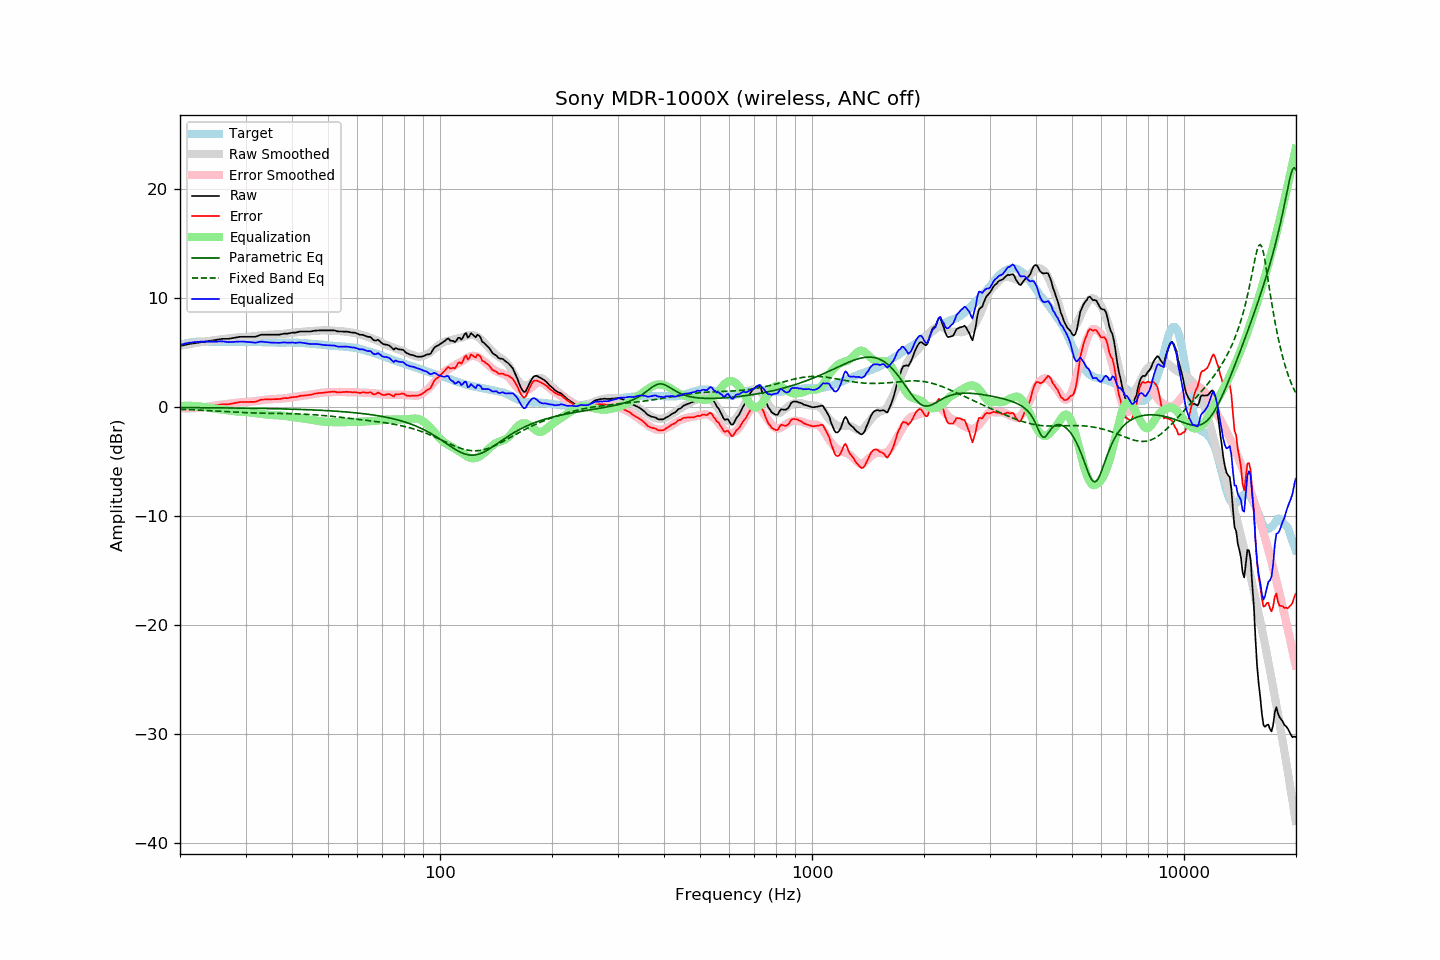 Sony MDR-1000X (wireless, ANC off)
Target
Raw Smoothed
Error Smoothed
Raw
Error
Equalization
Parametric Eq
Fixed Band Eq
Equalized
20
10
0
−10
−20
−30
−40
Amplitude (dBr)
100 1000 10000
Frequency (Hz)